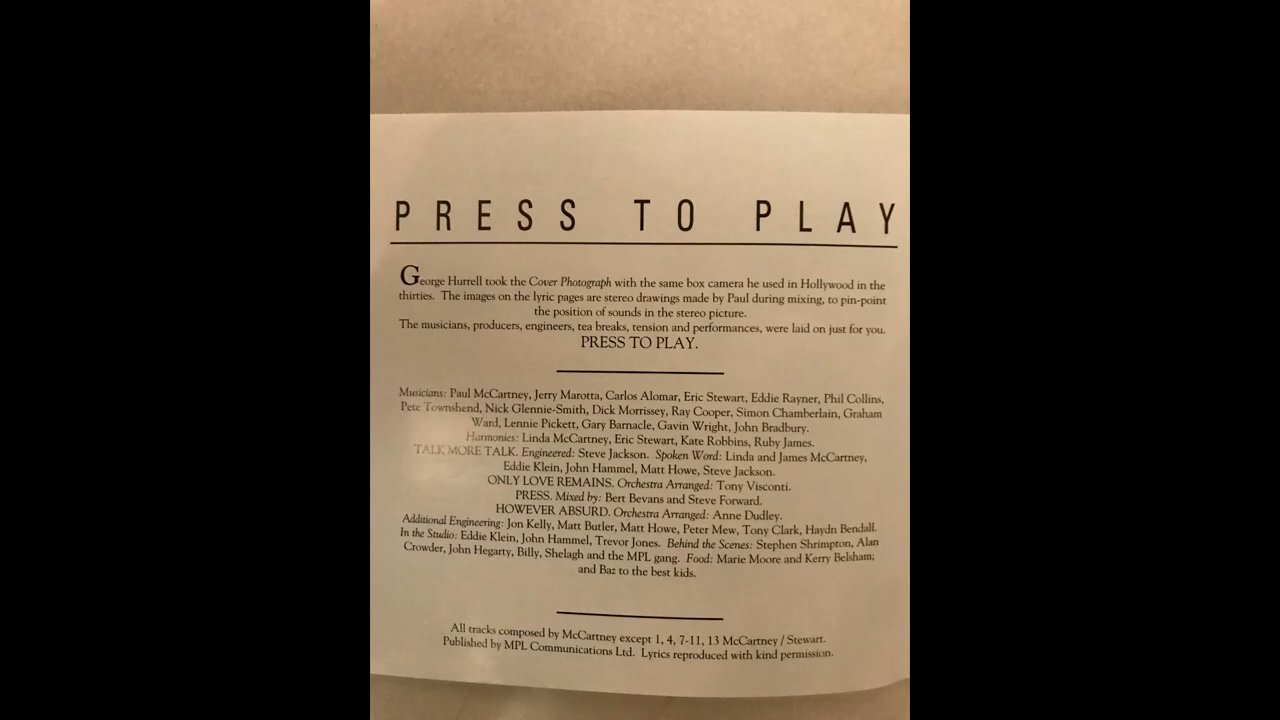 PRESS TO PLAY
George Hurrell took the Cover Photograph with the same box camera he used in Hollywood in the
thirties. The images on the lyric pages are stereo drawings made by Paul during mixing, to pin-point
the position of sounds in the stereo picture.
The musicians, producers, engineers, tea breaks, tension and performances, were laid on just for you.
PRESS TO PLAY.
Musicians: Paul McCartney, Jerry Marotta, Carlos Alomar, Eric Stewart, Eddie Rayner, Phil Collins,
Pete Townshend, Nick Glennie-Smith, Dick Morrissey, Ray Cooper, Simon Chamberlain, Graham
Ward, Lennie Pickett, Gary Barnacle, Gavin Wright, John Bradbury.
Harmonies: Linda McCartney, Eric Stewart, Kate Robbins, Ruby James.
TALK MORE TALK. Engineered: Steve Jackson. Spoken Word: Linda and James McCartney,
Eddie Klein, John Hammel, Matt Howe, Steve Jackson.
ONLY LOVE REMAINS. Orchestra Arranged: Tony Visconti.
PRESS. Mixed by: Bert Bevans and Steve Forward.
HOWEVER ABSURD. Orchestra Arranged: Anne Dudley.
Additional Engineering: Jon Kelly, Matt Butler, Matt Howe, Peter Mew, Tony Clark, Haydn Bendall.
In the Studio: Eddie Klein, John Hammel, Trevor Jones. Behind the Scenes: Stephen Shrimpton, Alan
Crowder, John Hegarty, Billy, Shelagh and the MPL gang. Food: Marie Moore and Kerry Belsham;
and Baz to the best kids.
All tracks composed by McCartney except 1, 4, 7-11, 13 McCartney / Stewart.
Published by MPL Communications Ltd. Lyrics reproduced with kind permission.